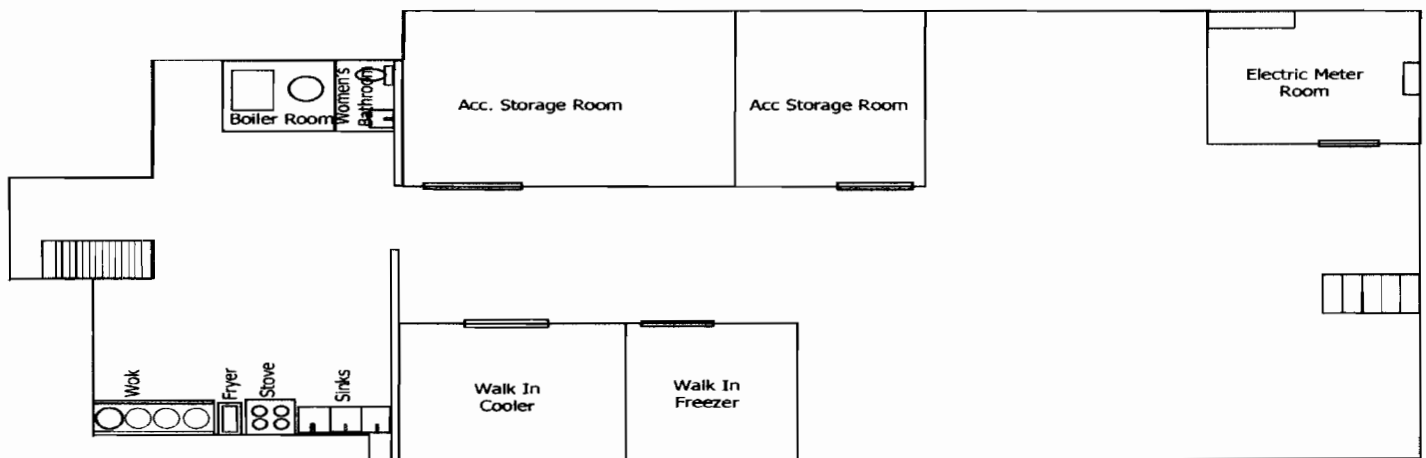 Women's
Bathroom
Boiler Room
Acc. Storage Room
Acc Storage Room
Electric Meter
Room
Wok
Fryer
Stove
Sinks
Walk In
Cooler
Walk In
Freezer